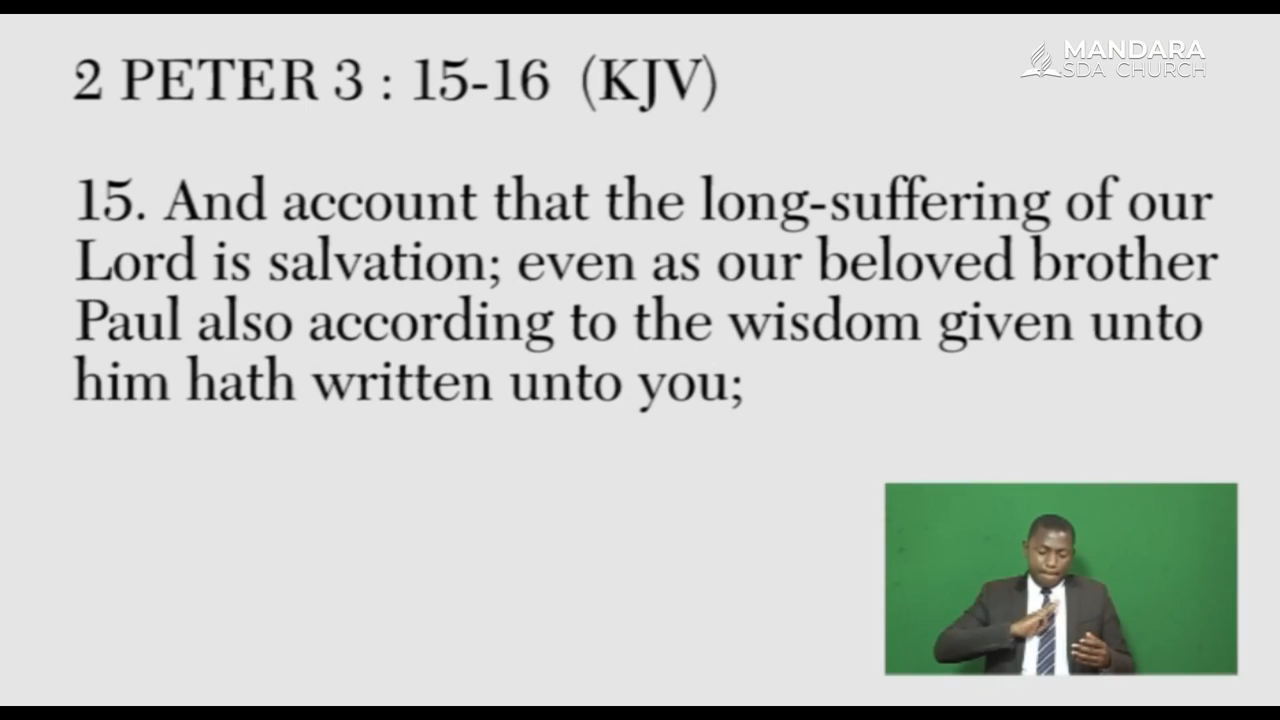 MANDARA
SDA CHURCH
2 PETER 3 : 15-16 (KJV)
15. And account that the long-suffering of our
Lord is salvation; even as our beloved brother
Paul also according to the wisdom given unto
him hath written unto you;